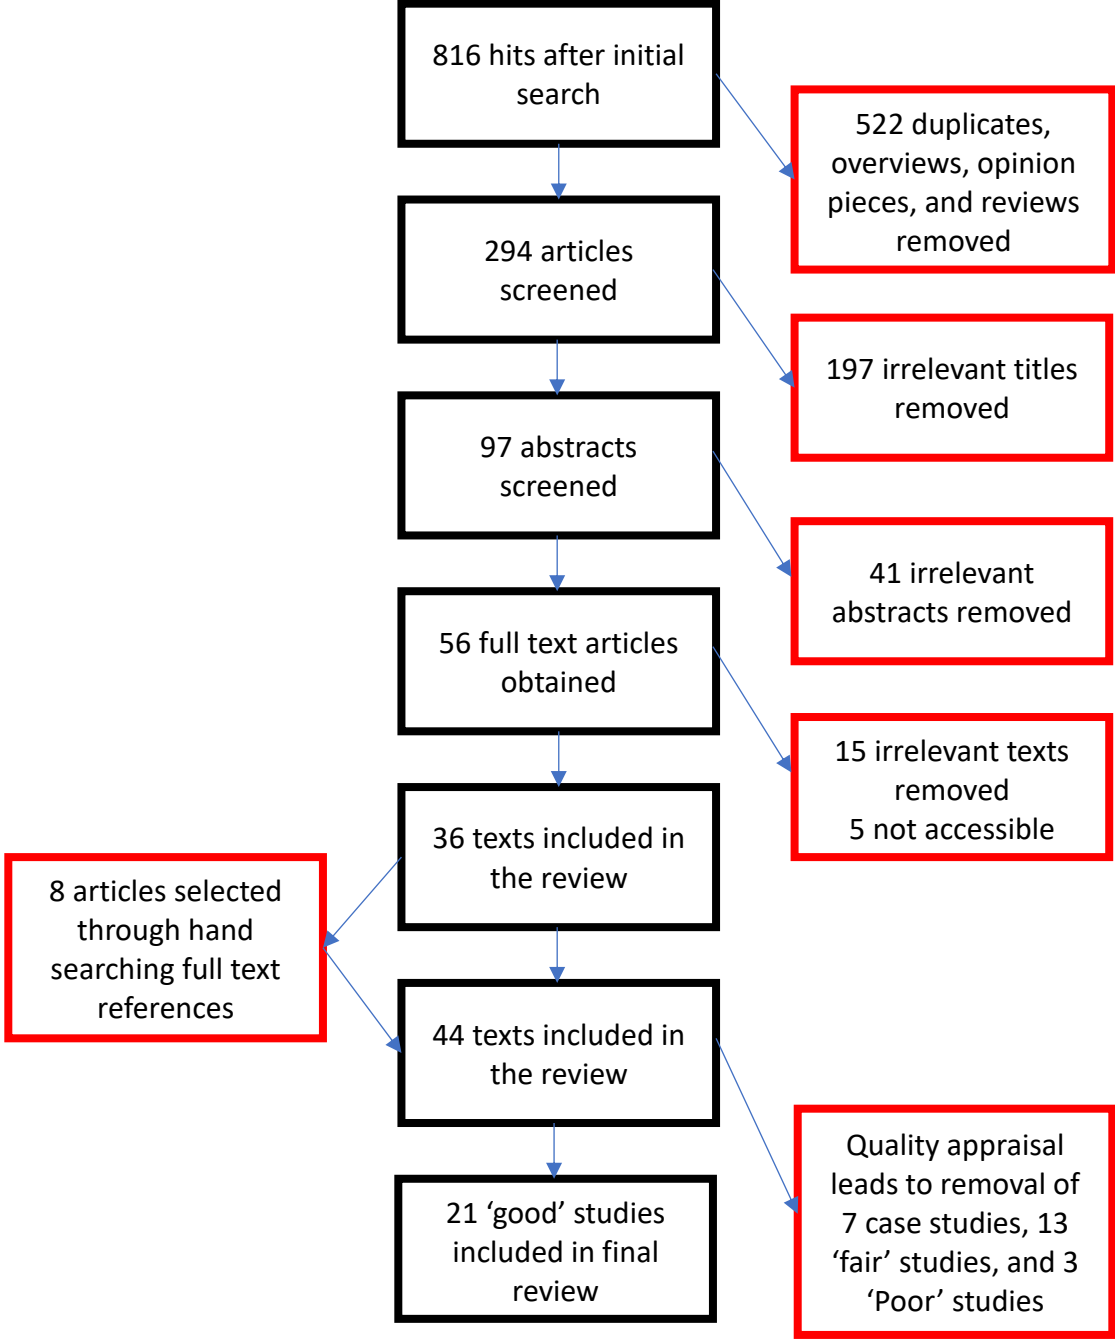 816 hits after initial
search
522 duplicates,
overviews, opinion
pieces, and reviews
removed
294 articles
screened
197 irrelevant titles
removed
97 abstracts
screened
41 irrelevant
abstracts removed
56 full text articles
obtained
15 irrelevant texts
removed
5 not accessible
36 texts included in
the review
8 articles selected
through hand
searching full text
references
44 texts included in
the review
Quality appraisal
leads to removal of
7 case studies, 13
‘fair’ studies, and 3
‘Poor’ studies
21 ‘good’ studies
included in final
review